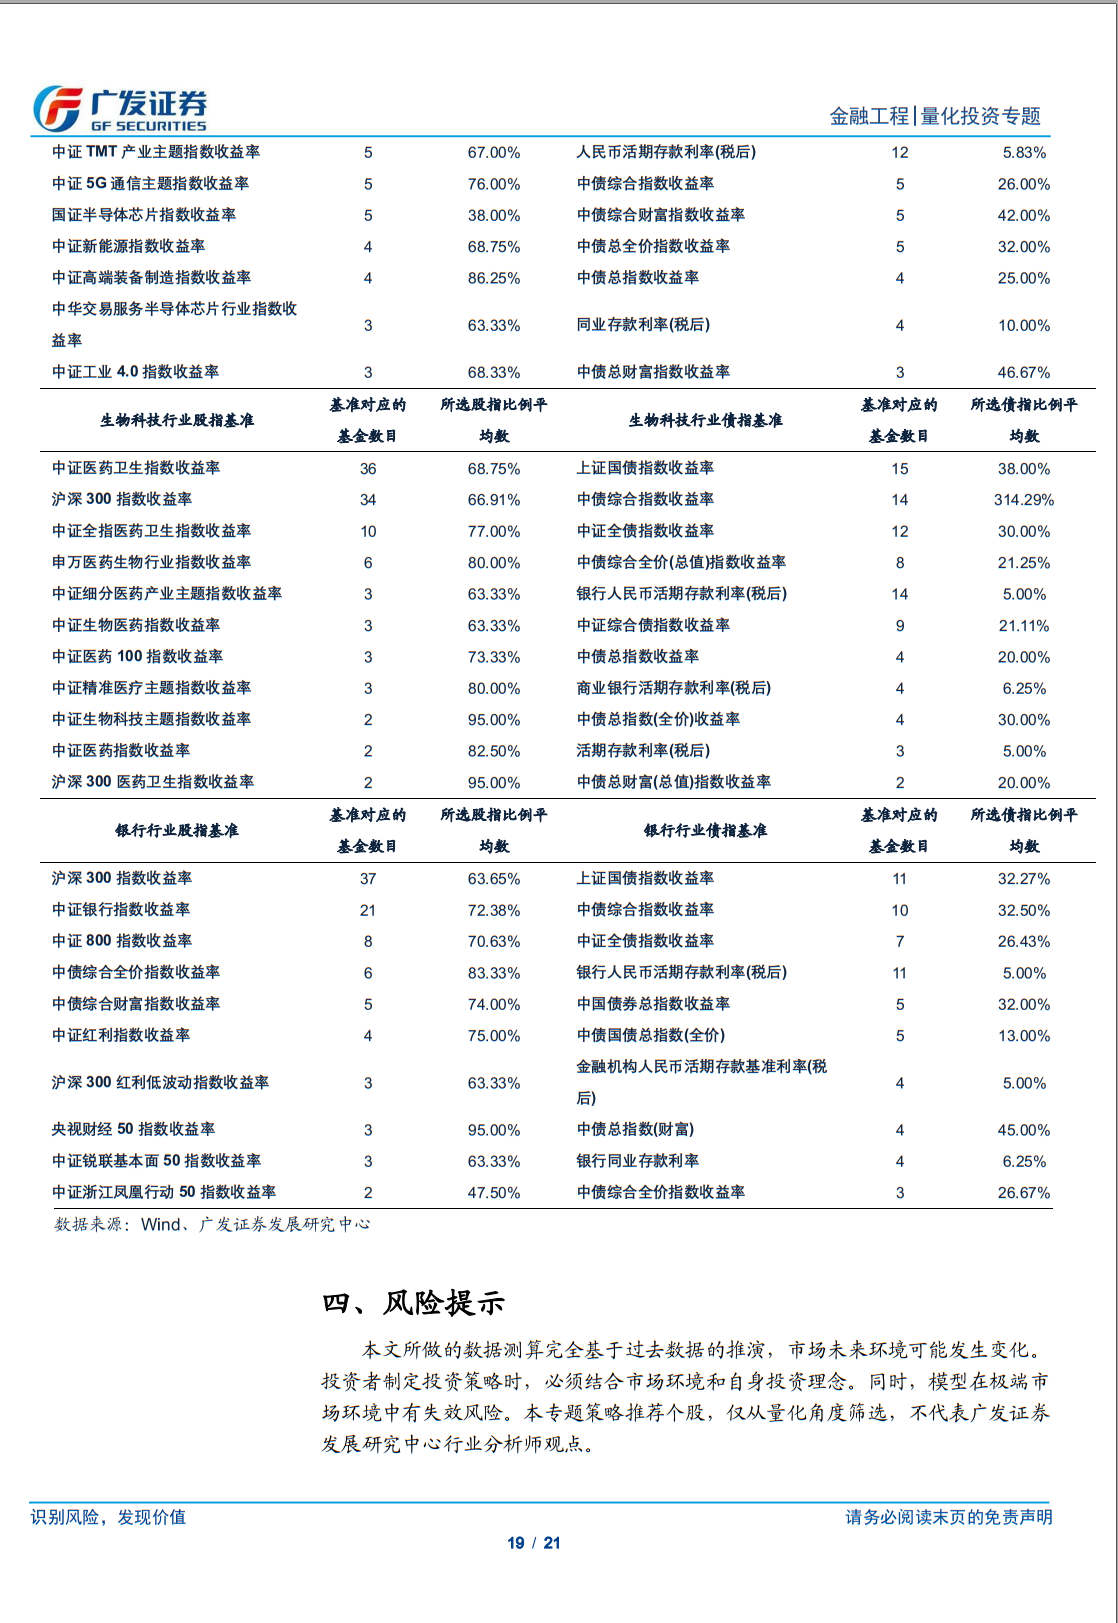 广发证券
GF SECURITIES
金融工程|量化投资专题
中证 TMT 产业主题指数收益率 5 67.00% 人民币活期存款利率(税后) 12 5.83%
中证 5G 通信主题指数收益率 5 76.00% 中债综合指数收益率 5 26.00%
国证半导体芯片指数收益率 5 38.00% 中债综合财富指数收益率 5 42.00%
中证新能源指数收益率 4 68.75% 中债总全价指数收益率 5 32.00%
中证高端装备制造指数收益率 4 86.25% 中债总指数收益率 4 25.00%
中华交易服务半导体芯片行业指数收
益率 3 63.33% 同业存款利率(税后) 4 10.00%
中证工业 4.0 指数收益率 3 68.33% 中债总财富指数收益率 3 46.67%
生物科技行业股指基准 基准对应的 所选股指比例平 生物科技行业债指基准 基准对应的 所选债指比例平
基金数目 均数 基金数目 均数
中证医药卫生指数收益率 36 68.75% 上证国债指数收益率 15 38.00%
沪深 300 指数收益率 34 66.91% 中债综合指数收益率 14 314.29%
中证全指医药卫生指数收益率 10 77.00% 中证全债指数收益率 12 30.00%
申万医药生物行业指数收益率 6 80.00% 中债综合全价(总值)指数收益率 8 21.25%
中证细分医药产业主题指数收益率 3 63.33% 银行人民币活期存款利率(税后) 14 5.00%
中证生物医药指数收益率 3 63.33% 中证综合债指数收益率 9 21.11%
中证医药 100 指数收益率 3 73.33% 中债总指数收益率 4 20.00%
中证精准医疗主题指数收益率 3 80.00% 商业银行活期存款利率(税后) 4 6.25%
中证生物科技主题指数收益率 2 95.00% 中债总指数(全价)收益率 4 30.00%
中证医药指数收益率 2 82.50% 活期存款利率(税后) 3 5.00%
沪深 300 医药卫生指数收益率 2 95.00% 中债总财富(总值)指数收益率 2 20.00%
银行行业股指基准 基准对应的 所选股指比例平 银行行业债指基准 基准对应的 所选债指比例平
基金数目 均数 基金数目 均数
沪深 300 指数收益率 37 63.65% 上证国债指数收益率 11 32.27%
中证银行指数收益率 21 72.38% 中债综合指数收益率 10 32.50%
中证 800 指数收益率 8 70.63% 中证全债指数收益率 7 26.43%
中债综合全价指数收益率 6 83.33% 银行人民币活期存款利率(税后) 11 5.00%
中债综合财富指数收益率 5 74.00% 中国债券总指数收益率 5 32.00%
中证红利指数收益率 4 75.00% 中债国债总指数(全价) 5 13.00%
沪深 300 红利低波动指数收益率 3 63.33% 金融机构人民币活期存款基准利率(税
后) 4 5.00%
央视财经 50 指数收益率 3 95.00% 中债总指数(财富) 4 45.00%
中证锐联基本面 50 指数收益率 3 63.33% 银行同业存款利率 4 6.25%
中证浙江凤凰行动 50 指数收益率 2 47.50% 中债综合全价指数收益率 3 26.67%
数据来源：Wind、广发证券发展研究中心
四、风险提示
本文所做的数据测算完全基于过去数据的推演，市场未来环境可能发生变化。
投资者制定投资策略时，必须结合市场环境和自身投资理念。同时，模型在极端市
场环境中有失效风险。本专题策略推荐个股，仅从量化角度筛选，不代表广发证券
发展研究中心行业分析师观点。
识别风险，发现价值 请务必阅读末页的免责声明
19 / 21